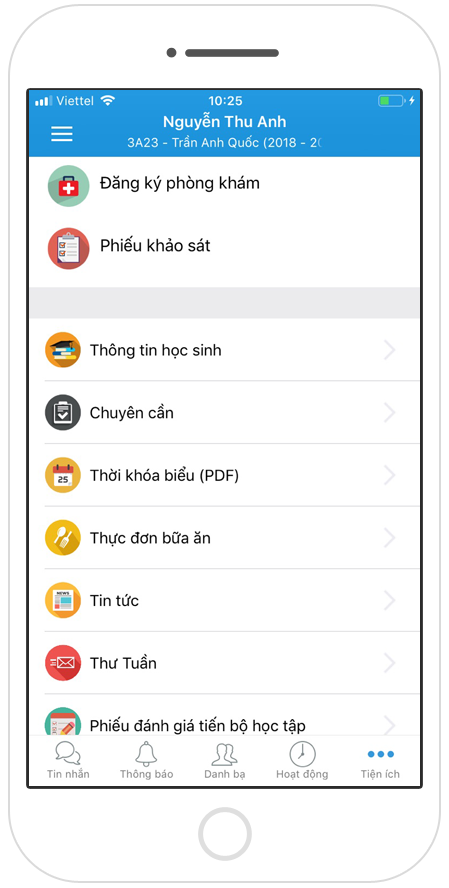 Viettel 10:25
Nguyễn Thu Anh
3A23 - Trần Anh Quốc (2018 - 20
Đăng ký phòng khám
Phiếu khảo sát
Thông tin học sinh
Chuyên cần
25
Thời khóa biểu (PDF)
Thực đơn bữa ăn
NEWS
Tin tức
Thư Tuần
Phiếu đánh giá tiến bộ học tập
Tin nhắn
Thông báo
Danh bạ
Hoạt động
Tiện ích